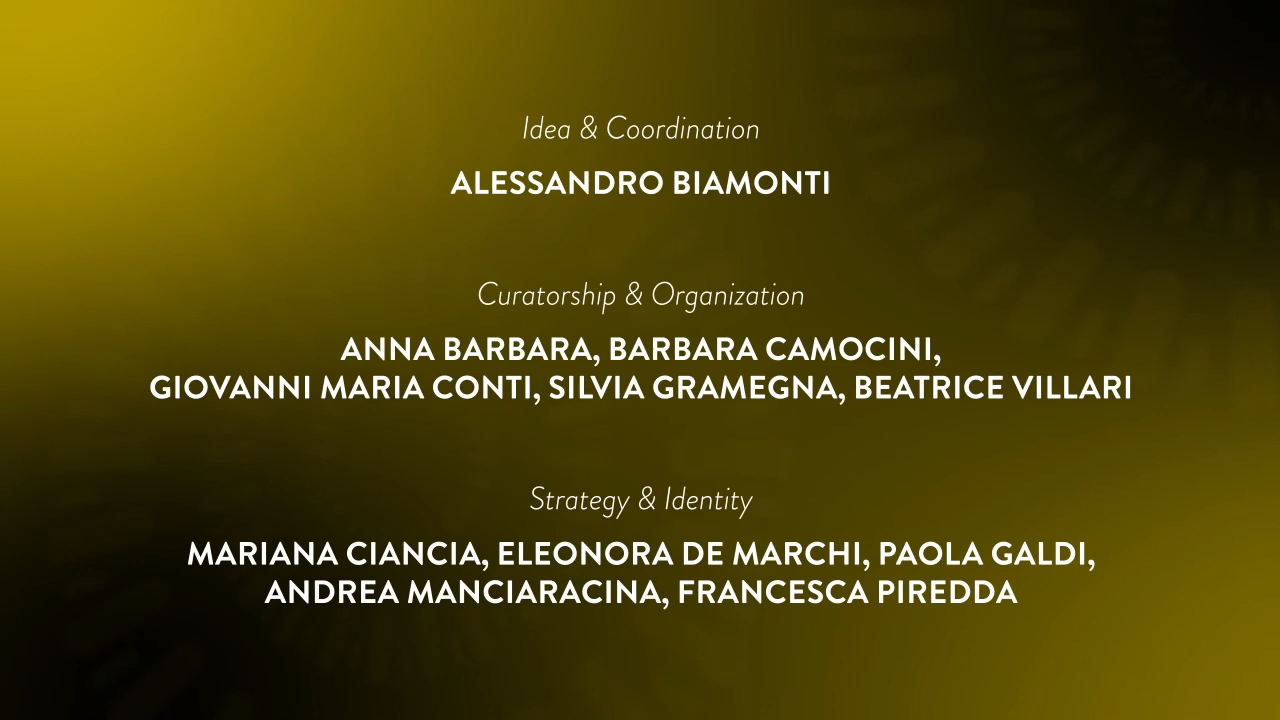 Idea & Coordination
ALESSANDRO BIAMONTI
Curatorship & Organization
ANNA BARBARA, BARBARA CAMOCINI,
GIOVANNI MARIA CONTI, SILVIA GRAMEGNA, BEATRICE VILLARI
Strategy & Identity
MARIANA CIANCIA, ELEONORA DE MARCHI, PAOLA GALDI,
ANDREA MANCIARACINA, FRANCESCA PIREDDA